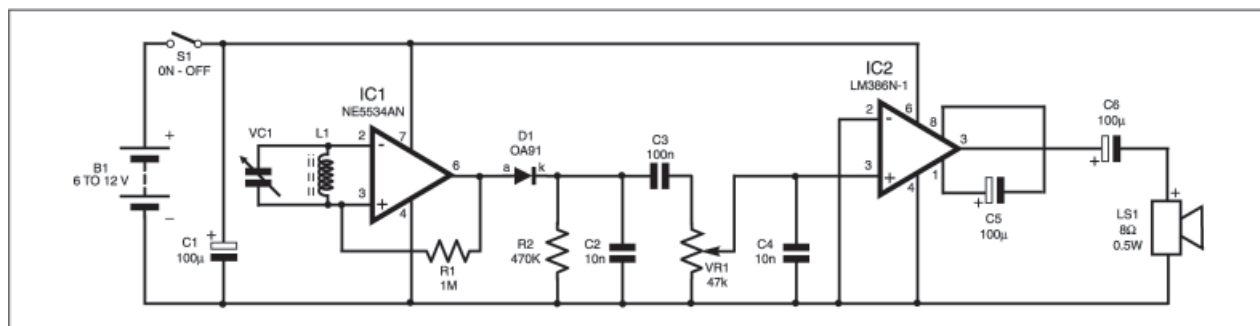 S1
0N - OFF
B1
6 TO 12 V
+
−
C1
100µ
+
VC1
L1
IC1
NE5534AN
2
-
3
+
7
6
4
R1
1M
D1
OA91
a
k
R2
470K
C2
10n
C3
100n
VR1
47k
C4
10n
IC2
LM386N-1
2
-
3
+
6
8
3
1
4
+
C5
100µ
C6
100µ
+
+
LS1
8Ω
0.5W